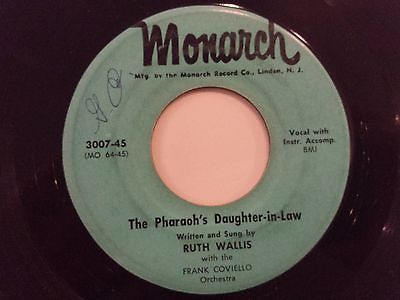 Monarch
Mfg. by the Monarch Record Co., Linden, N. J.
3007-45
(MO 64-45)
Vocal with
Instr. Accomp.
BMI
The Pharaoh's Daughter-in-Law
Written and Sung by
RUTH WALLIS
with the
FRANK COVIELLO
Orchestra